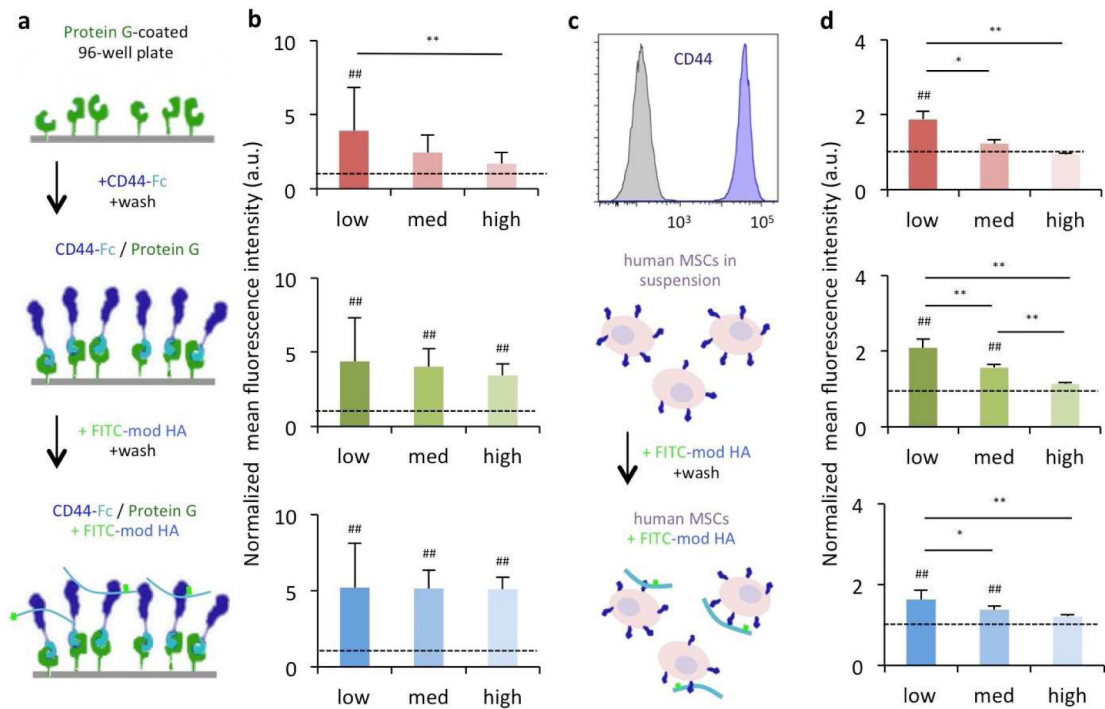 a
Protein G-coated
96-well plate
+CD44-Fc
+wash
CD44-Fc / Protein G
+ FITC-mod HA
+wash
CD44-Fc / Protein G
+ FITC-mod HA
b
Normalized mean fluorescence intensity (a.u.)
10
5
0
##
**
low med high
10
5
0
## ## ##
low med high
10
5
0
## ## ##
low med high
c
CD44
10³ 10⁵
human MSCs in
suspension
+ FITC-mod HA
+wash
human MSCs
+ FITC-mod HA
d
Normalized mean fluorescence intensity (a.u.)
4
2
0
**
*
##
low med high
4
2
0
**
** **
## ##
low med high
4
2
0
**
*
## ##
low med high